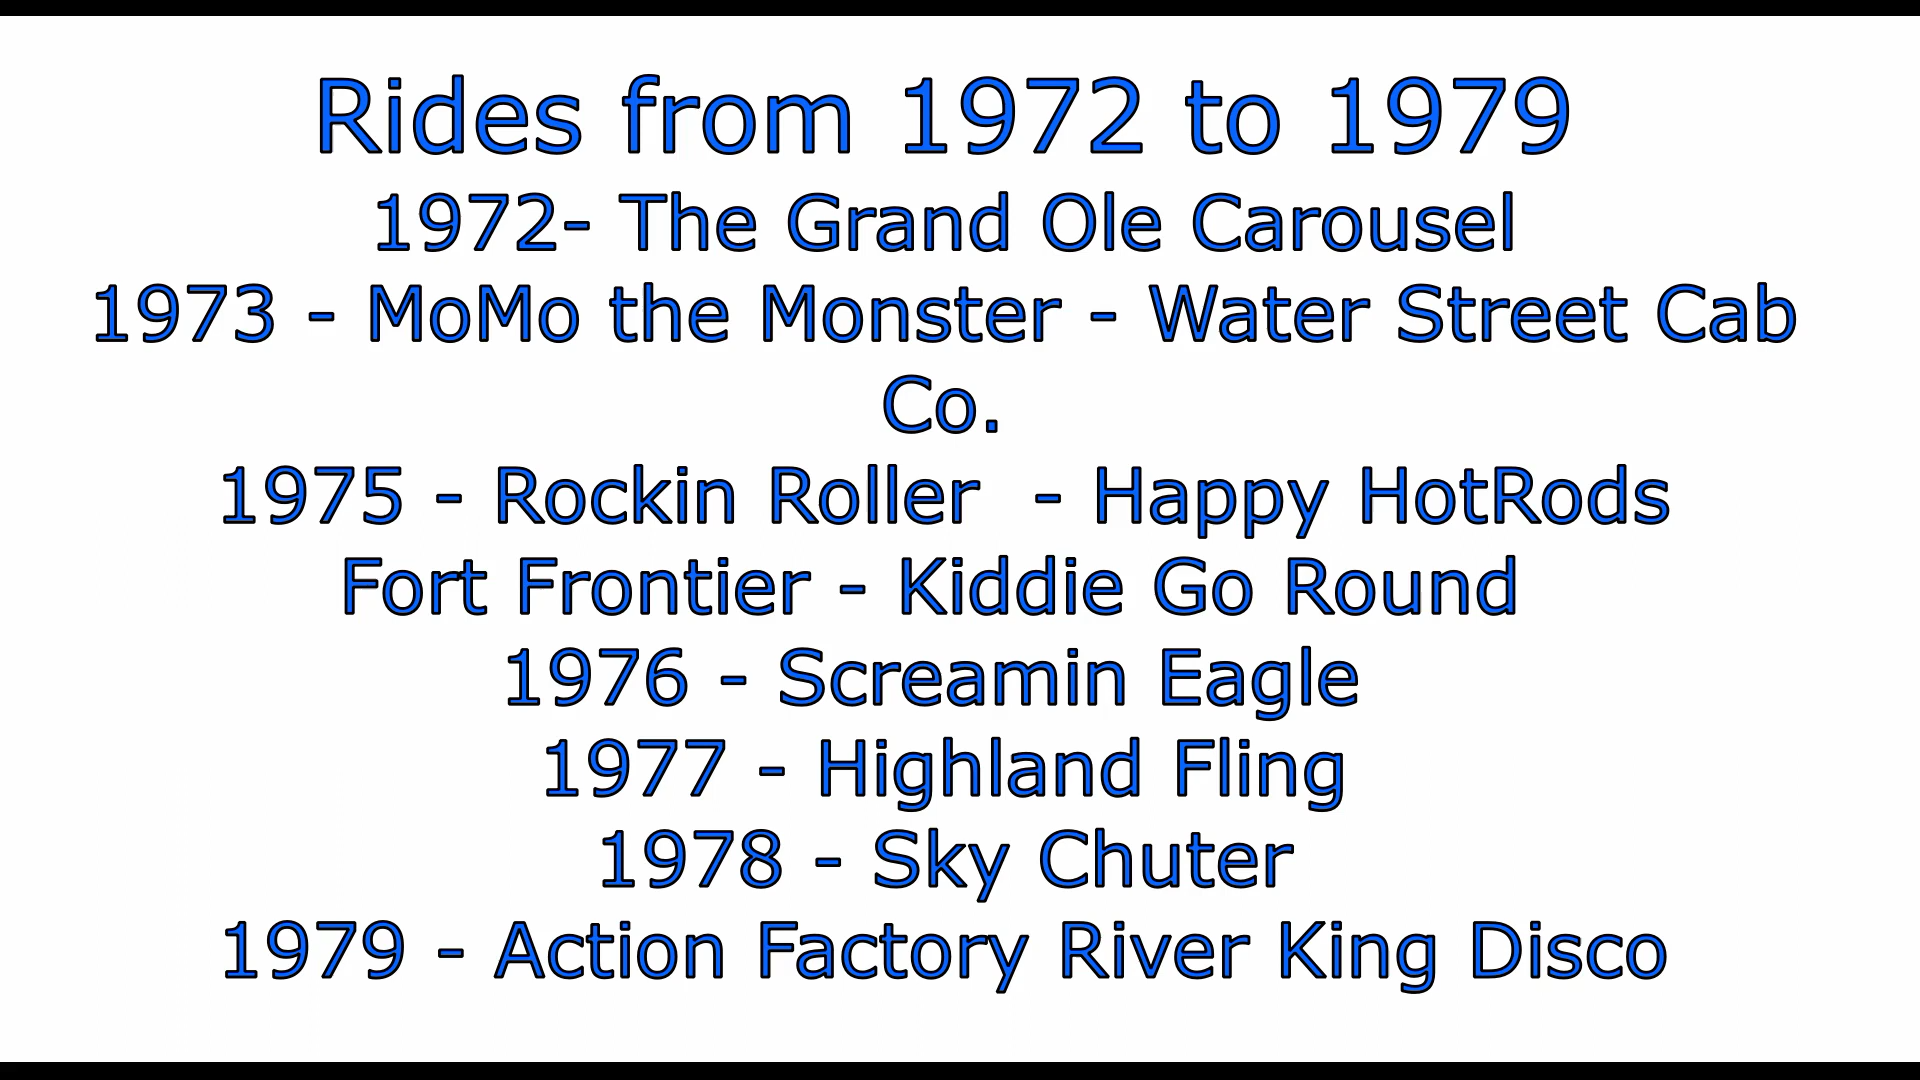 Rides from 1972 to 1979
1972- The Grand Ole Carousel
1973 - MoMo the Monster - Water Street Cab
Co.
1975 - Rockin Roller  - Happy HotRods
Fort Frontier - Kiddie Go Round
1976 - Screamin Eagle
1977 - Highland Fling
1978 - Sky Chuter
1979 - Action Factory River King Disco